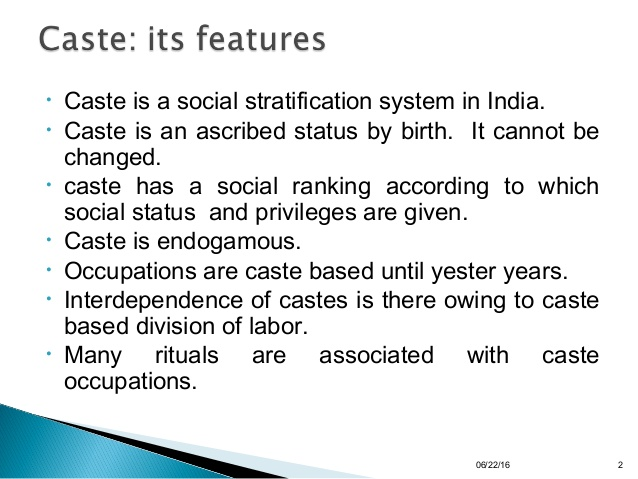 Caste: its features
• Caste is a social stratification system in India.
• Caste is an ascribed status by birth.  It cannot be
changed.
• caste has a social ranking according to which
social status  and privileges are given.
• Caste is endogamous.
• Occupations are caste based until yester years.
• Interdependence of castes is there owing to caste
based division of labor.
• Many rituals are associated with caste
occupations.
06/22/16 2